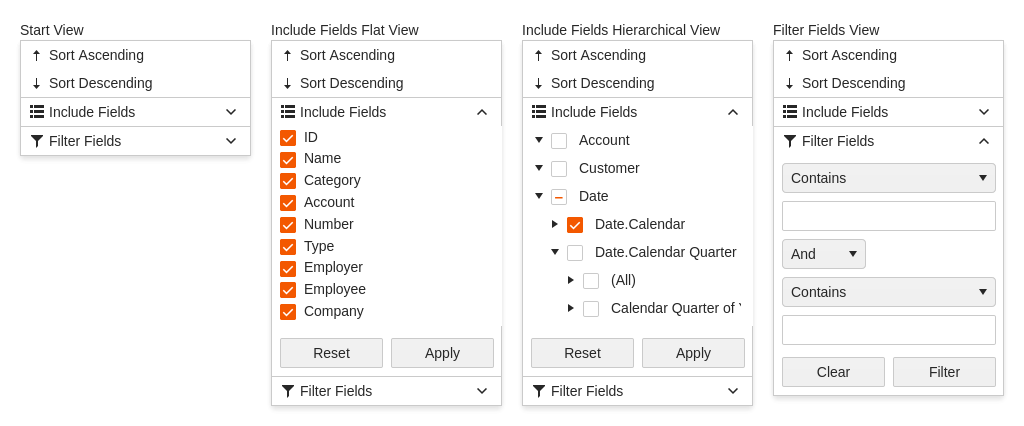 Start View
Sort Ascending
Sort Descending
Include Fields
Filter Fields
Include Fields Flat View
Sort Ascending
Sort Descending
Include Fields
ID
Name
Category
Account
Number
Type
Employer
Employee
Company
Reset Apply
Filter Fields
Include Fields Hierarchical View
Sort Ascending
Sort Descending
Include Fields
Account
Customer
Date
Date.Calendar
Date.Calendar Quarter
(All)
Calendar Quarter of
Reset Apply
Filter Fields
Filter Fields View
Sort Ascending
Sort Descending
Include Fields
Filter Fields
Contains
And
Contains
Clear Filter